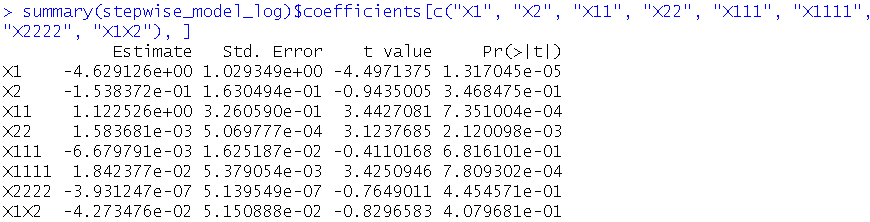 > summary(stepwise_model_log)$coefficients[c("X1", "X2", "X11", "X22", "X111", "X1111",
"X2222", "X1X2"), ]
Estimate Std. Error t value Pr(>|t|)
X1 -4.629126e+00 1.029349e+00 -4.4971375 1.317045e-05
X2 -1.538372e-01 1.630494e-01 -0.9435005 3.468475e-01
X11 1.122526e+00 3.260590e-01 3.4427081 7.351004e-04
X22 1.583681e-03 5.069777e-04 3.1237685 2.120098e-03
X111 -6.679791e-03 1.625187e-02 -0.4110168 6.816101e-01
X1111 1.842377e-02 5.379054e-03 3.4250946 7.809302e-04
X2222 -3.931247e-07 5.139549e-07 -0.7649011 4.454571e-01
X1X2 -4.273476e-02 5.150888e-02 -0.8296583 4.079681e-01